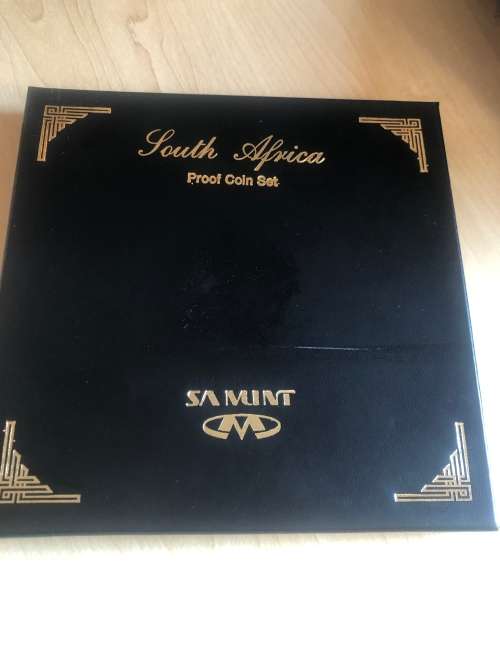 South Africa
Proof Coin Set
SA MINT